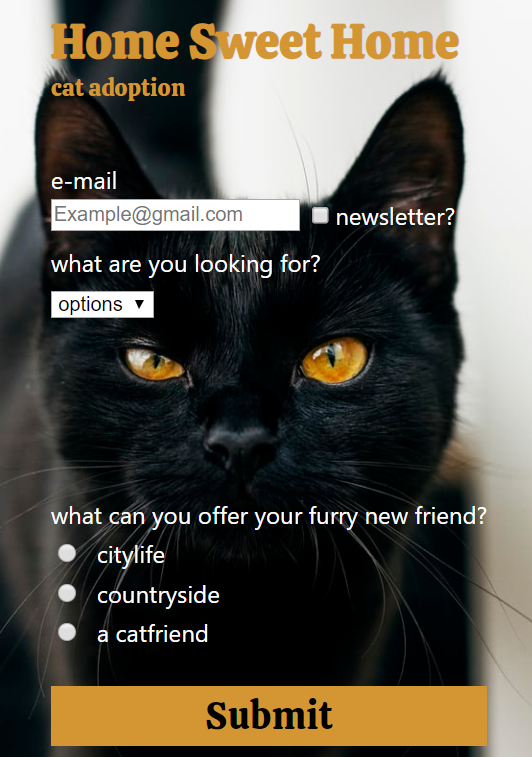 Home Sweet Home
cat adoption
e-mail
Example@gmail.com newsletter?
what are you looking for?
options
what can you offer your furry new friend?
citylife
countryside
a catfriend
Submit